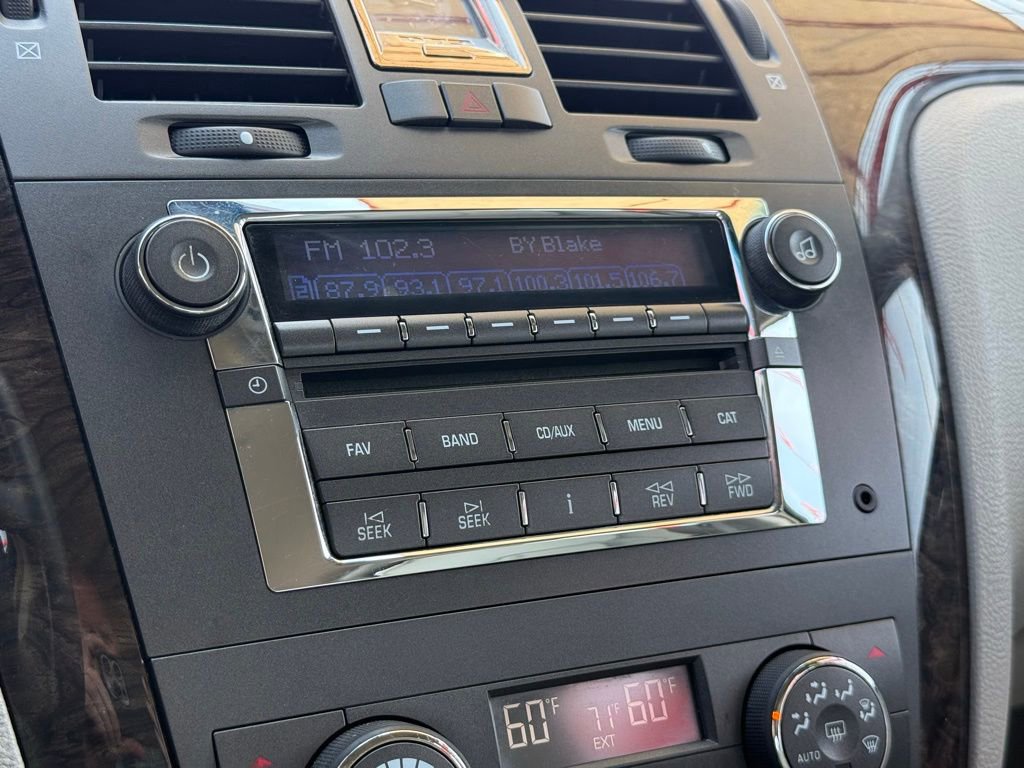 FM 102.3 BY Blake
2 87.9 93.1 97.1 100.3 101.5 106.7
FAV BAND CD/AUX MENU CAT
SEEK SEEK i REV FWD
60°F 71°F 60°F
EXT
AUTO